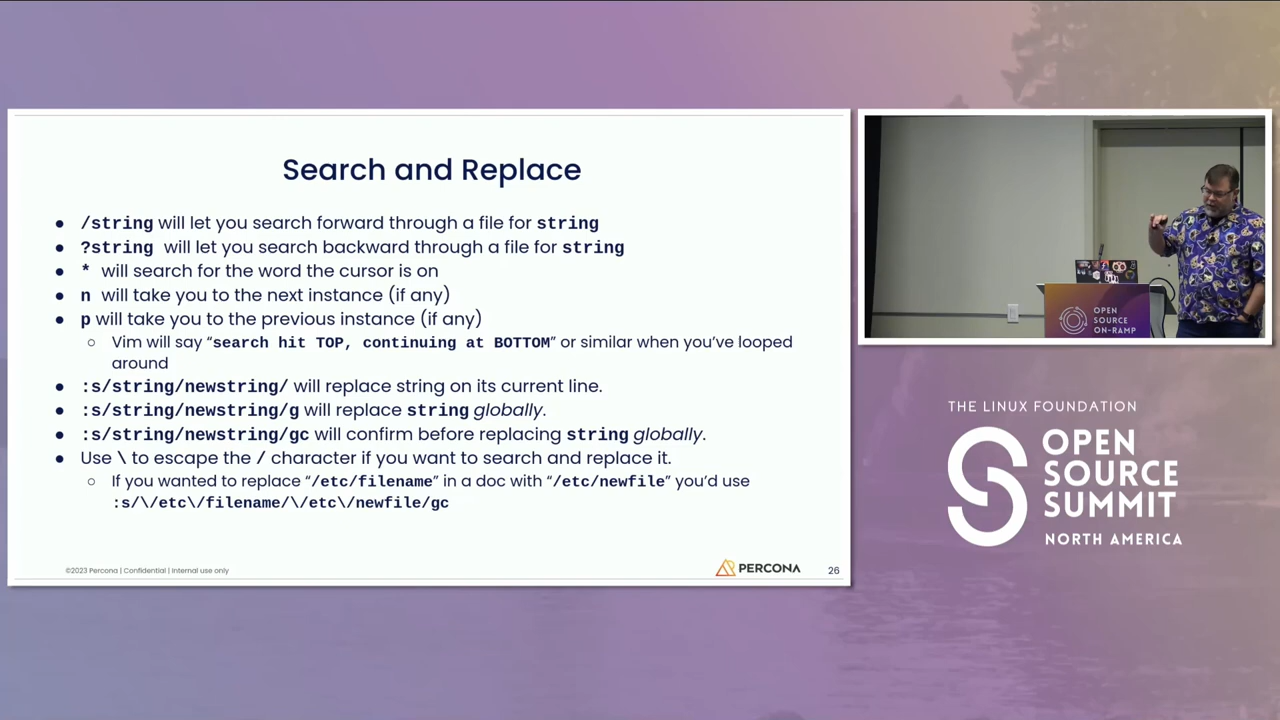 Search and Replace
● /string will let you search forward through a file for string
● ?string will let you search backward through a file for string
● * will search for the word the cursor is on
● n will take you to the next instance (if any)
● p will take you to the previous instance (if any)
○ Vim will say “search hit TOP, continuing at BOTTOM” or similar when you’ve looped
around
● :s/string/newstring/ will replace string on its current line.
● :s/string/newstring/g will replace string globally.
● :s/string/newstring/gc will confirm before replacing string globally.
● Use \ to escape the / character if you want to search and replace it.
○ If you wanted to replace “/etc/filename” in a doc with “/etc/newfile” you’d use
:s/\/etc\/filename/\/etc\/newfile/gc
©2023 Percona | Confidential | Internal use only
PERCONA
26
OPEN
SOURCE
ON-RAMP
THE LINUX FOUNDATION
OPEN
SOURCE
SUMMIT
NORTH AMERICA